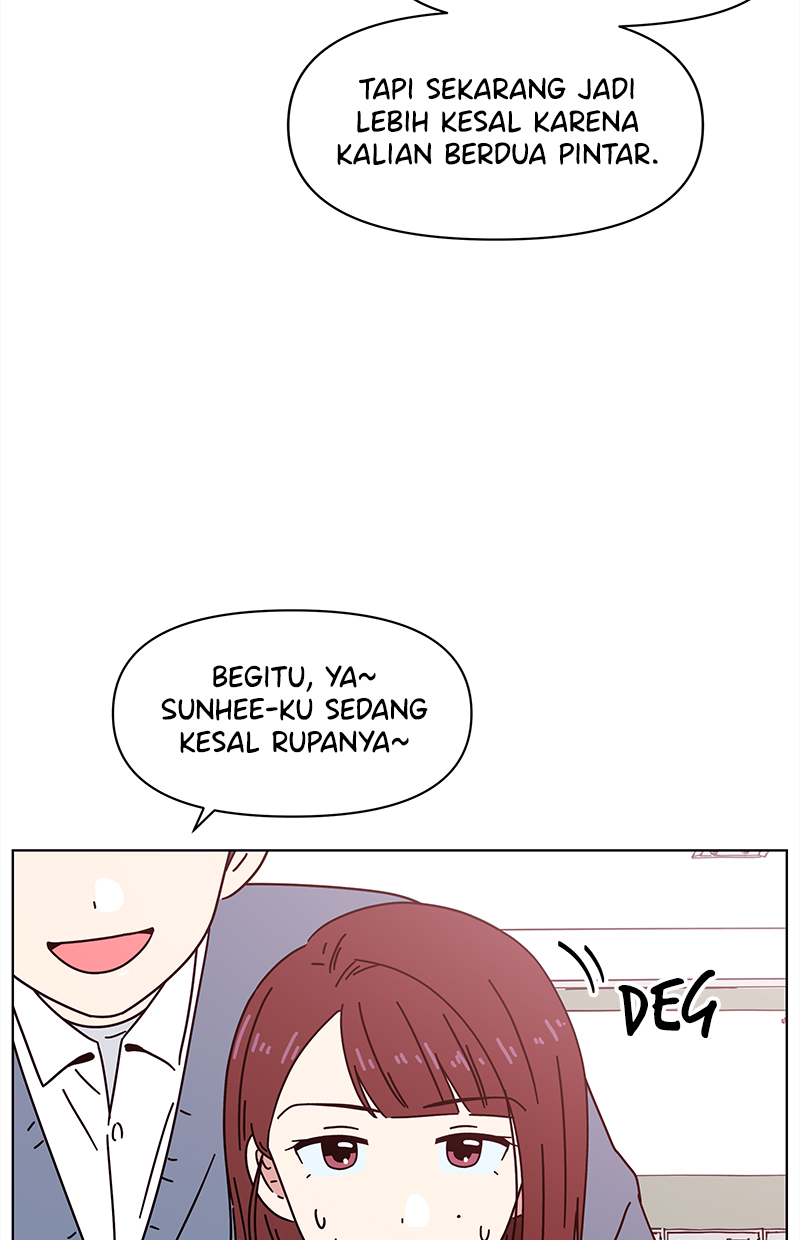 TAPI SEKARANG JADI
LEBIH KESAL KARENA
KALIAN BERDUA PINTAR.
BEGITU, YA~
SUNHEE-KU SEDANG
KESAL RUPANYA~
DEG